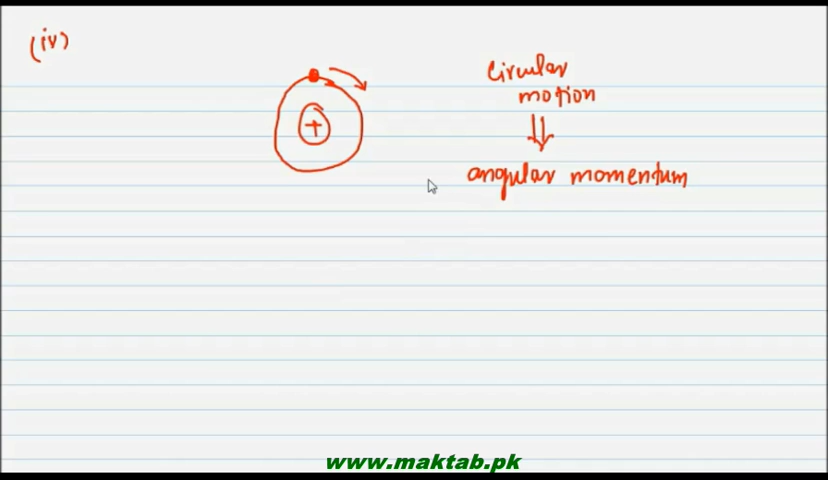 (iv)
circular
motion
⇓
angular momentum
+
www.maktab.pk